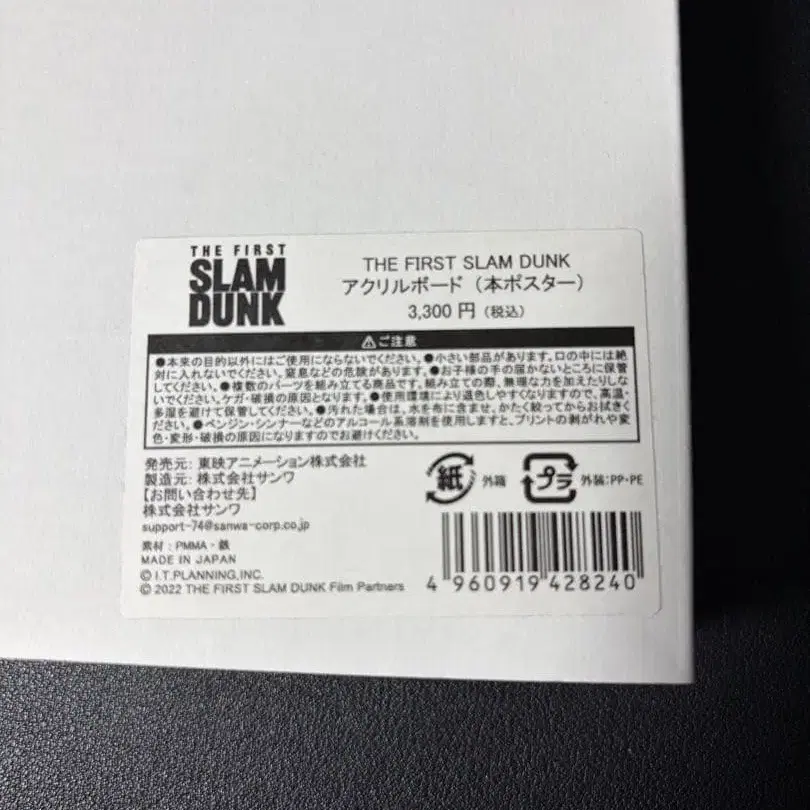 THE FIRST
SLAM
DUNK
THE FIRST SLAM DUNK
アクリルボード（本ポスター）
3,300 円（税込）
⚠ご注意
●本来の目的以外にはご使用にならないでください。●小さい部品があります。口の中には絶
対に入れないでください。窒息などの危険があります。●お子様の手の届かないところに保管
してください。●複数のパーツを組み立てる商品です。組み立ての際、無理な力を加えたりしな
いでください。ケガ・破損の原因となります。●使用環境により退色しやすくなりますので、高温・
多湿を避けて保管してください。●汚れた場合は、水を布に含ませ、かたく絞ってからお拭きく
ださい。●ベンジン・シンナーなどのアルコール系溶剤を使用しますと、プリントの剥がれや変
色・変形・破損の原因になりますのでお避けください。
発売元：東映アニメーション株式会社
製造元：株式会社サンワ
【お問い合わせ先】
株式会社サンワ
support-74@sanwa-corp.co.jp
紙 外箱
プラ 外装：PP・PE
素材：PMMA・鉄
MADE IN JAPAN
© I.T.PLANNING,INC.
© 2022 THE FIRST SLAM DUNK Film Partners
4 960919 428240